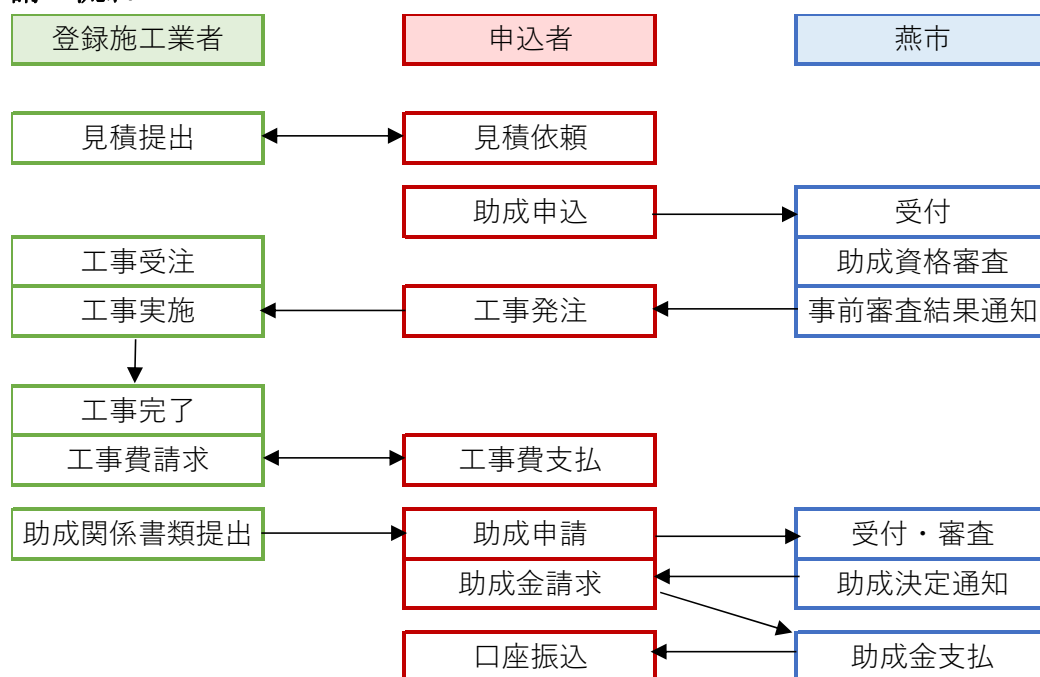 登録施工業者
申込者
燕市
見積提出
見積依頼
助成申込
受付
工事受注
助成資格審査
工事実施
工事発注
事前審査結果通知
工事完了
工事費請求
工事費支払
助成関係書類提出
助成申請
受付・審査
助成金請求
助成決定通知
口座振込
助成金支払